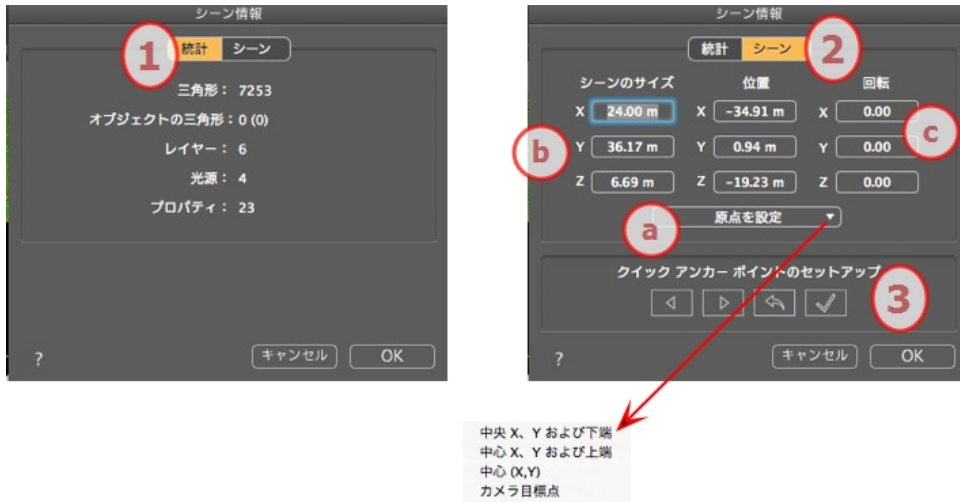 シーン情報
1
統計 シーン
三角形： 7253
オブジェクトの三角形：0 (0)
レイヤー： 6
光源： 4
プロパティ： 23
?
キャンセル OK
シーン情報
統計 シーン
2
シーンのサイズ 位置 回転
X 24.00 m X -34.91 m X 0.00
b
c
Y 36.17 m Y 0.94 m Y 0.00
Z 6.69 m Z -19.23 m Z 0.00
a
原点を設定
クイック アンカー ポイントのセットアップ
3
?
キャンセル OK
中央 X、Y および下端
中心 X、Y および上端
中心 (X,Y)
カメラ目標点